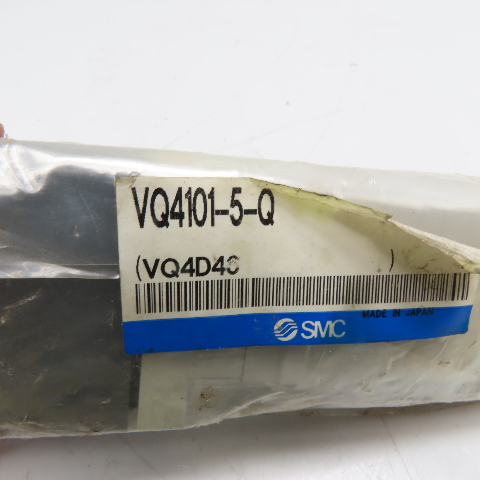 VQ4101-5-Q
(VQ4D4 )
MADE IN JAPAN
SMC